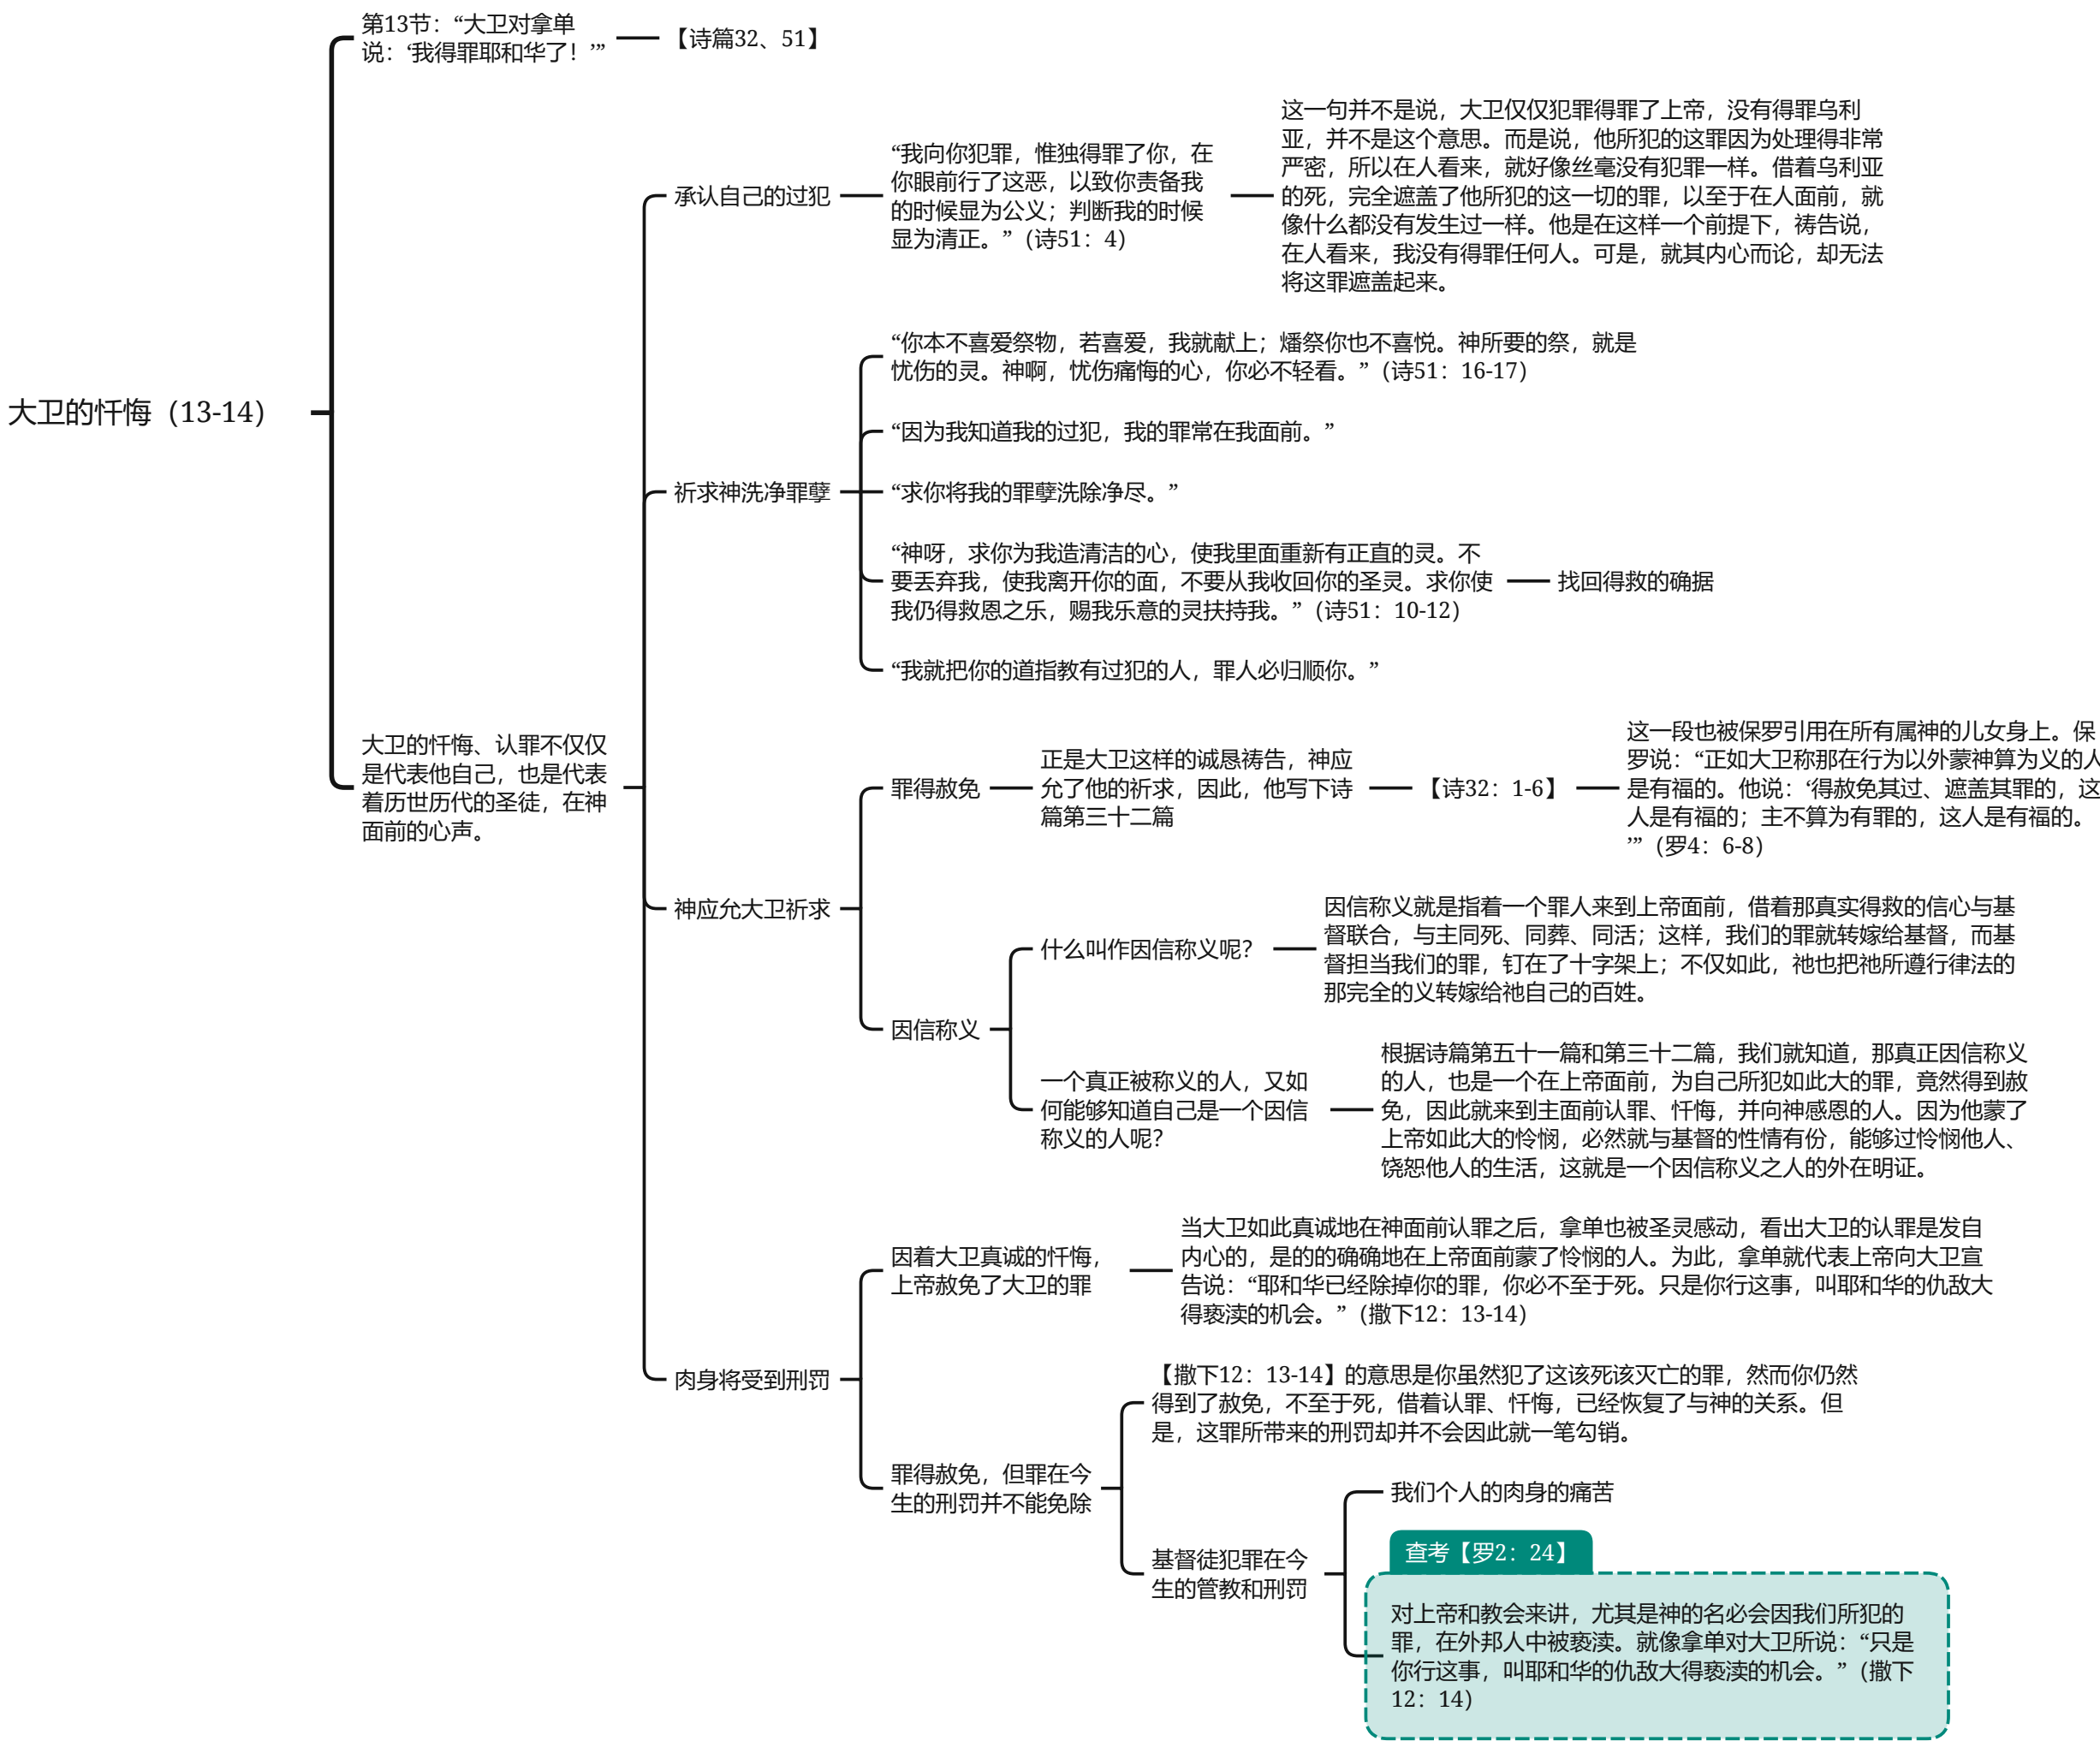 大卫的忏悔（13-14）
第13节：“大卫对拿单
说：‘我得罪耶和华了！’”
【诗篇32、51】
大卫的忏悔、认罪不仅仅
是代表他自己，也是代表
着历世历代的圣徒，在神
面前的心声。
承认自己的过犯
“我向你犯罪，惟独得罪了你，在
你眼前行了这恶，以致你责备我
的时候显为公义；判断我的时候
显为清正。”（诗51：4）
这一句并不是说，大卫仅仅犯罪得罪了上帝，没有得罪乌利
亚，并不是这个意思。而是说，他所犯的这罪因为处理得非常
严密，所以在人看来，就好像丝毫没有犯罪一样。借着乌利亚
的死，完全遮盖了他所犯的这一切的罪，以至于在人面前，就
像什么都没有发生过一样。他是在这样一个前提下，祷告说，
在人看来，我没有得罪任何人。可是，就其内心而论，却无法
将这罪遮盖起来。
祈求神洗净罪孽
“你本不喜爱祭物，若喜爱，我就献上；燔祭你也不喜悦。神所要的祭，就是
忧伤的灵。神啊，忧伤痛悔的心，你必不轻看。”（诗51：16-17）
“因为我知道我的过犯，我的罪常在我面前。”
“求你将我的罪孽洗除净尽。”
“神呀，求你为我造清洁的心，使我里面重新有正直的灵。不
要丢弃我，使我离开你的面，不要从我收回你的圣灵。求你使
我仍得救恩之乐，赐我乐意的灵扶持我。”（诗51：10-12）
找回得救的确据
“我就把你的道指教有过犯的人，罪人必归顺你。”
神应允大卫祈求
罪得赦免
正是大卫这样的诚恳祷告，神应
允了他的祈求，因此，他写下诗
篇第三十二篇
【诗32：1-6】
这一段也被保罗引用在所有属神的儿女身上。保
罗说：“正如大卫称那在行为以外蒙神算为义的人
是有福的。他说：‘得赦免其过、遮盖其罪的，这
人是有福的；主不算为有罪的，这人是有福的。
’”（罗4：6-8）
因信称义
什么叫作因信称义呢？
因信称义就是指着一个罪人来到上帝面前，借着那真实得救的信心与基
督联合，与主同死、同葬、同活；这样，我们的罪就转嫁给基督，而基
督担当我们的罪，钉在了十字架上；不仅如此，祂也把祂所遵行律法的
那完全的义转嫁给祂自己的百姓。
一个真正被称义的人，又如
何能够知道自己是一个因信
称义的人呢？
根据诗篇第五十一篇和第三十二篇，我们就知道，那真正因信称义
的人，也是一个在上帝面前，为自己所犯如此大的罪，竟然得到赦
免，因此就来到主面前认罪、忏悔，并向神感恩的人。因为他蒙了
上帝如此大的怜悯，必然就与基督的性情有份，能够过怜悯他人、
饶恕他人的生活，这就是一个因信称义之人的外在明证。
肉身将受到刑罚
因着大卫真诚的忏悔，
上帝赦免了大卫的罪
当大卫如此真诚地在神面前认罪之后，拿单也被圣灵感动，看出大卫的认罪是发自
内心的，是的的确确地在上帝面前蒙了怜悯的人。为此，拿单就代表上帝向大卫宣
告说：“耶和华已经除掉你的罪，你必不至于死。只是你行这事，叫耶和华的仇敌大
得亵渎的机会。”（撒下12：13-14）
罪得赦免，但罪在今
生的刑罚并不能免除
【撒下12：13-14】的意思是你虽然犯了这该死该灭亡的罪，然而你仍然
得到了赦免，不至于死，借着认罪、忏悔，已经恢复了与神的关系。但
是，这罪所带来的刑罚却并不会因此就一笔勾销。
基督徒犯罪在今
生的管教和刑罚
我们个人的肉身的痛苦
查考【罗2：24】
对上帝和教会来讲，尤其是神的名必会因我们所犯的
罪，在外邦人中被亵渎。就像拿单对大卫所说：“只是
你行这事，叫耶和华的仇敌大得亵渎的机会。”（撒下
12：14）